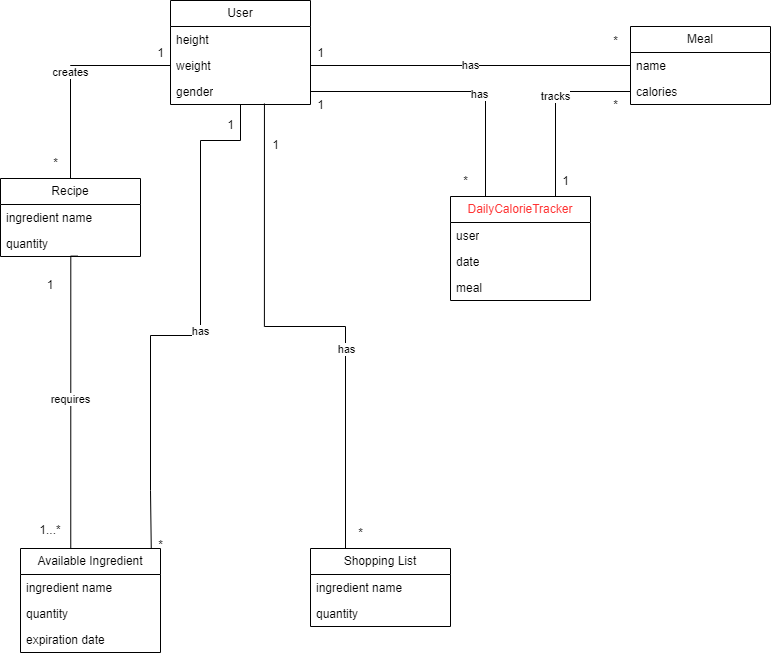 User
height
weight
gender
Meal
name
calories
1
1
*
creates
has
has
tracks
1
*
1
1
*
*
1
Recipe
ingredient name
quantity
DailyCalorieTracker
user
date
meal
1
has
has
requires
1...*
*
*
Available Ingredient
ingredient name
quantity
expiration date
Shopping List
ingredient name
quantity